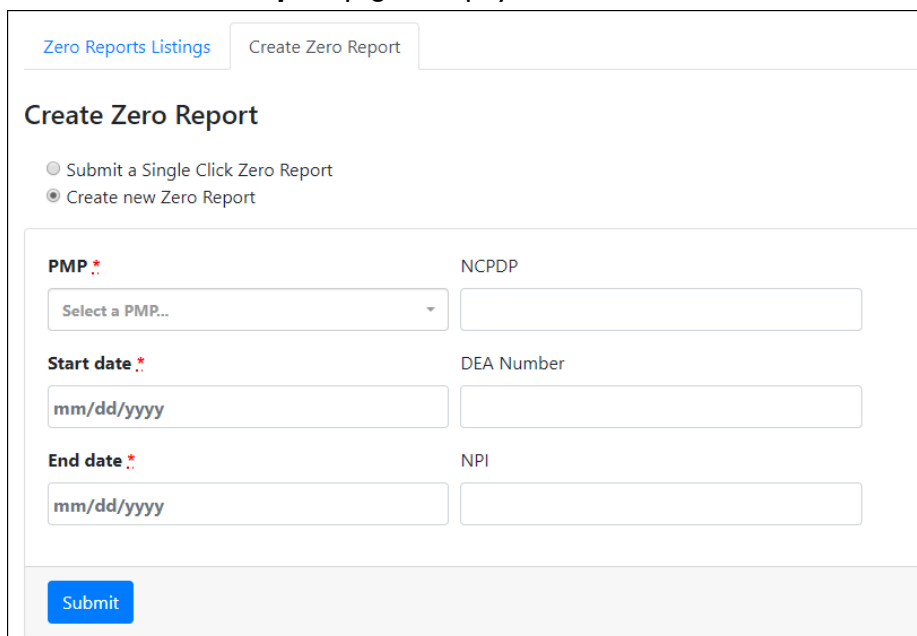 Zero Reports Listings Create Zero Report
Create Zero Report
Submit a Single Click Zero Report
Create new Zero Report
PMP * NCPDP
Select a PMP...
Start date * DEA Number
mm/dd/yyyy
End date * NPI
mm/dd/yyyy
Submit